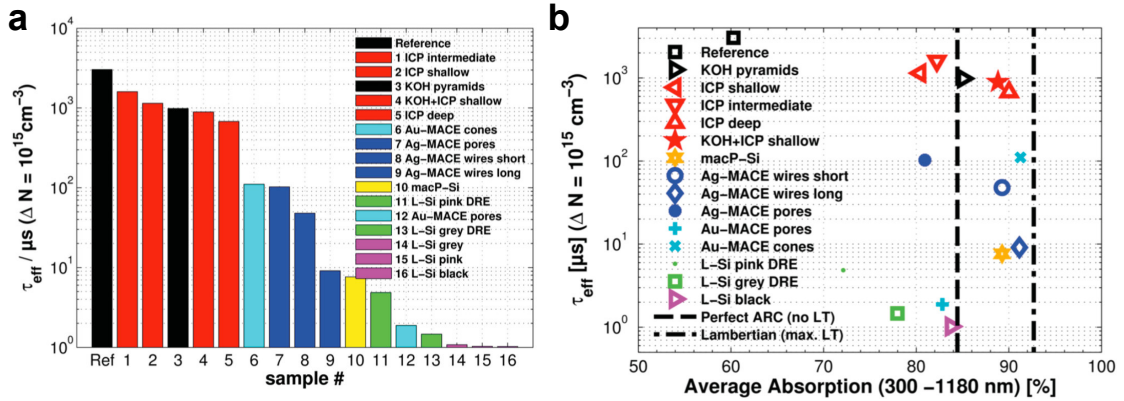 a
τeff / μs (Δ N = 10^15cm−3)
10^4
10^3
10^2
10^1
10^0
Reference
1 ICP intermediate
2 ICP shallow
3 KOH pyramids
4 KOH+ICP shallow
5 ICP deep
6 Au−MACE cones
7 Ag−MACE pores
8 Ag−MACE wires short
9 Ag−MACE wires long
10 macP−Si
11 L−Si pink DRE
12 Au−MACE pores
13 L−Si grey DRE
14 L−Si grey
15 L−Si pink
16 L−Si black
Ref 1 2 3 4 5 6 7 8 9 10 11 12 13 14 15 16
sample #
b
τeff [μs] (Δ N = 10^15 cm−3)
10^3
10^2
10^1
10^0
Reference
KOH pyramids
ICP shallow
ICP intermediate
ICP deep
KOH+ICP shallow
macP−Si
Ag−MACE wires short
Ag−MACE wires long
Ag−MACE pores
Au−MACE pores
Au−MACE cones
L−Si pink DRE
L−Si grey DRE
L−Si black
Perfect ARC (no LT)
Lambertian (max. LT)
50 60 70 80 90 100
Average Absorption (300 −1180 nm) [%]